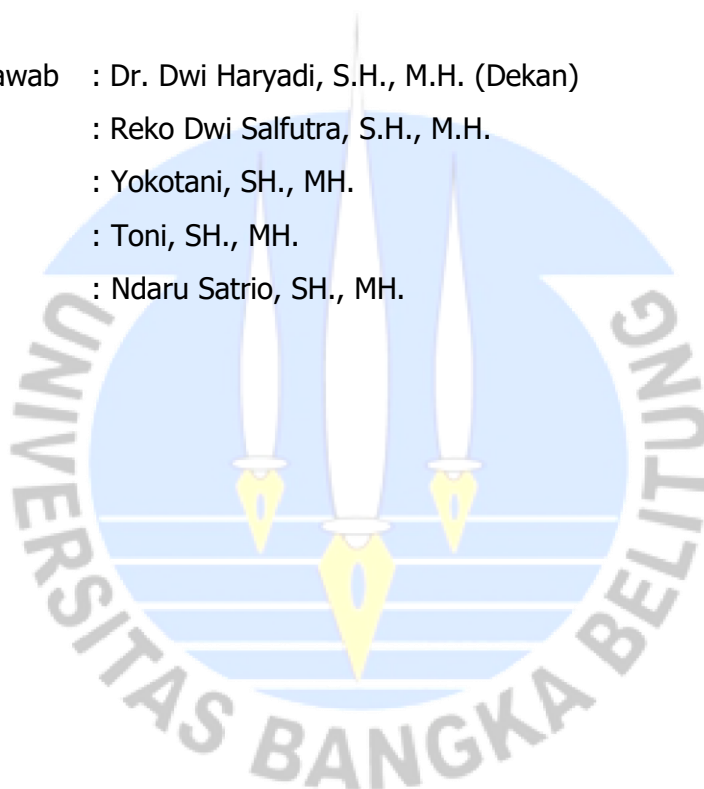 awab : Dr. Dwi Haryadi, S.H., M.H. (Dekan)
: Reko Dwi Salfutra, S.H., M.H.
: Yokotani, SH., MH.
: Toni, SH., MH.
: Ndaru Satrio, SH., MH.
UNIVERSITAS BANGKA BELITUNG